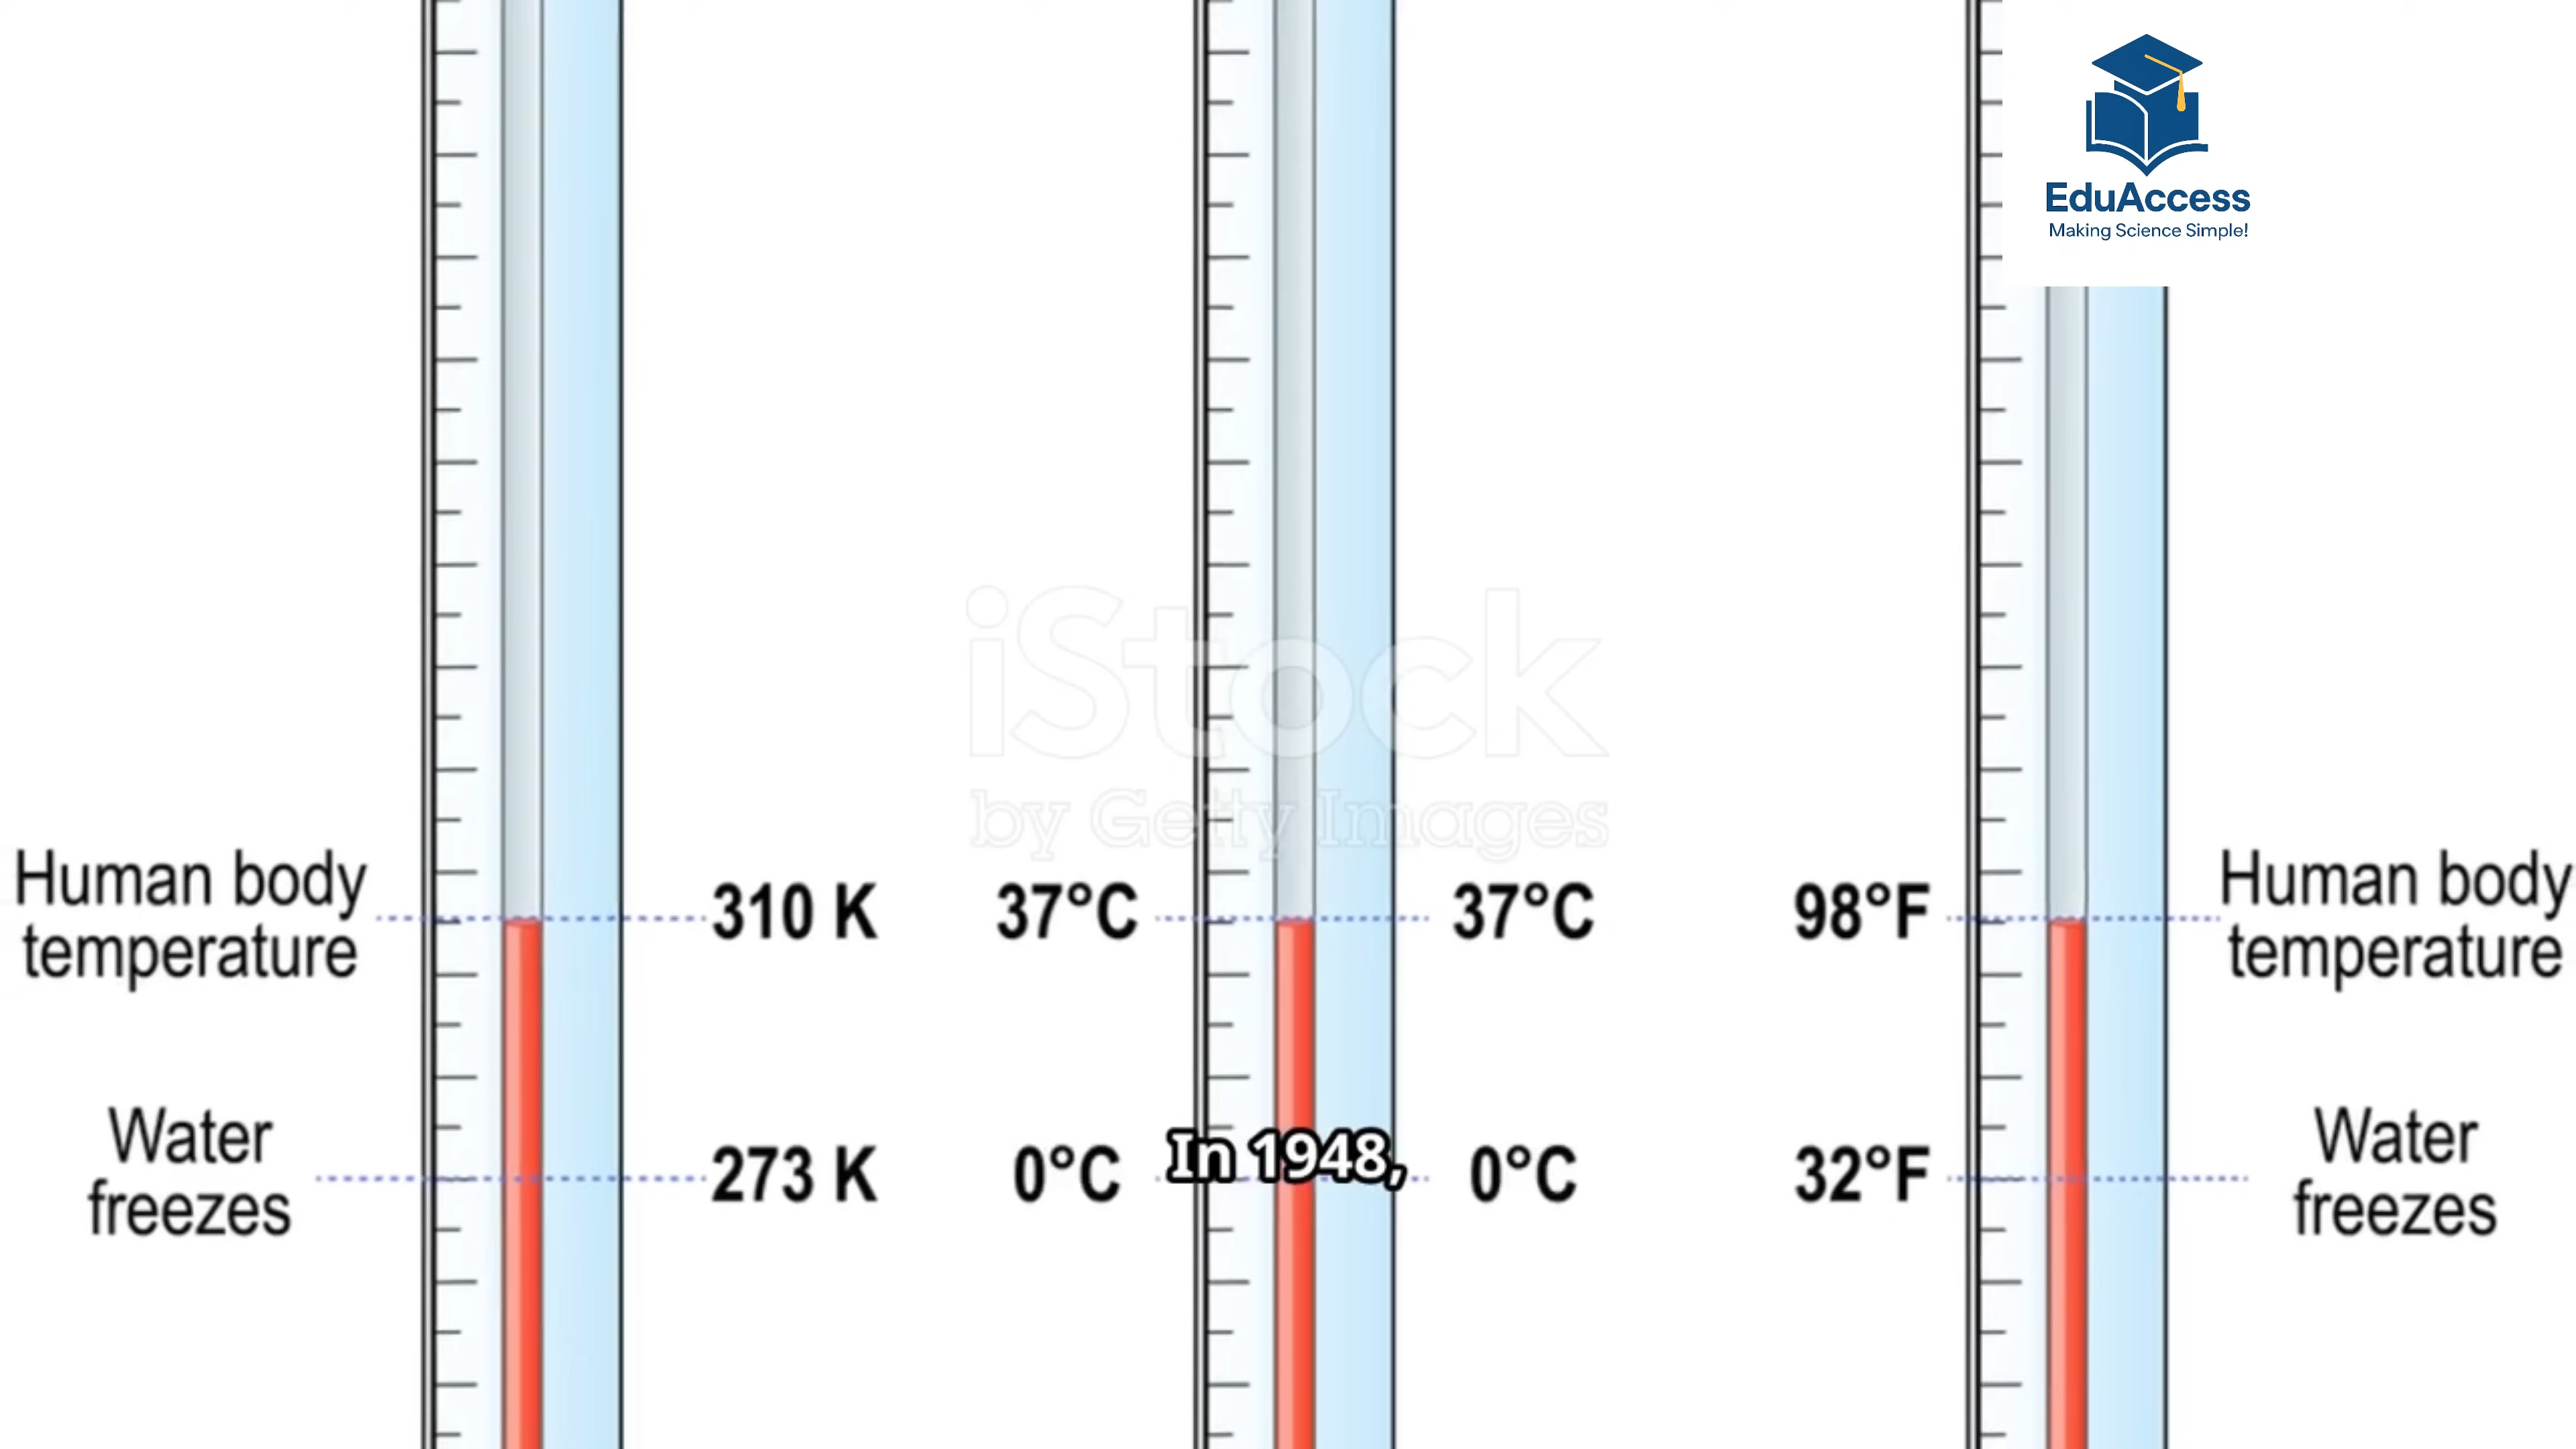 EduAccess
Making Science Simple!
iStock
by Getty Images
Human body
temperature
310 K
37°C
37°C
98°F
Human body
temperature
Water
freezes
273 K
0°C
In 1948,
0°C
32°F
Water
freezes